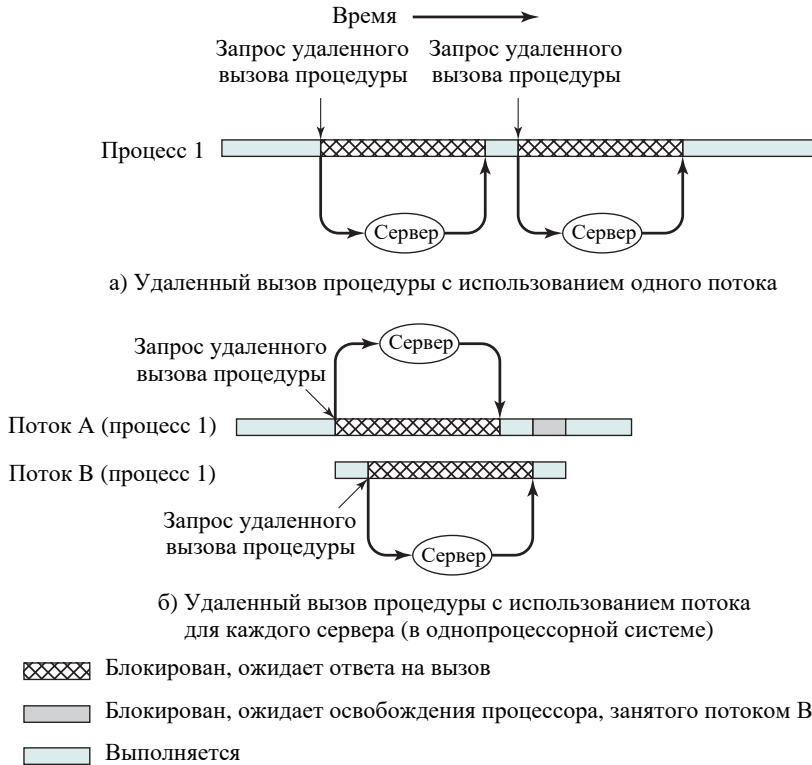 Время
Запрос удаленного
вызова процедуры
Запрос удаленного
вызова процедуры
Процесс 1
Сервер
Сервер
а) Удаленный вызов процедуры с использованием одного потока
Запрос удаленного
вызова процедуры
Сервер
Поток А (процесс 1)
Поток В (процесс 1)
Запрос удаленного
вызова процедуры
Сервер
б) Удаленный вызов процедуры с использованием потока
для каждого сервера (в однопроцессорной системе)
Блокирован, ожидает ответа на вызов
Блокирован, ожидает освобождения процессора, занятого потоком В
Выполняется